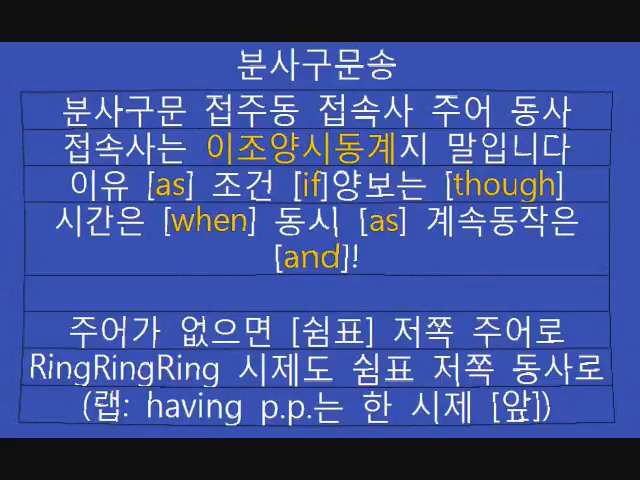 분사구문송
분사구문 접주동 접속사 주어 동사
접속사는 이조양시동계지 말입니다
이유 [as] 조건 [if]양보는 [though]
시간은 [when] 동시 [as] 계속동작은
[and]!
주어가 없으면 [쉼표] 저쪽 주어로
RingRingRing 시제도 쉼표 저쪽 동사로
(랩: having p.p.는 한 시제 [앞])